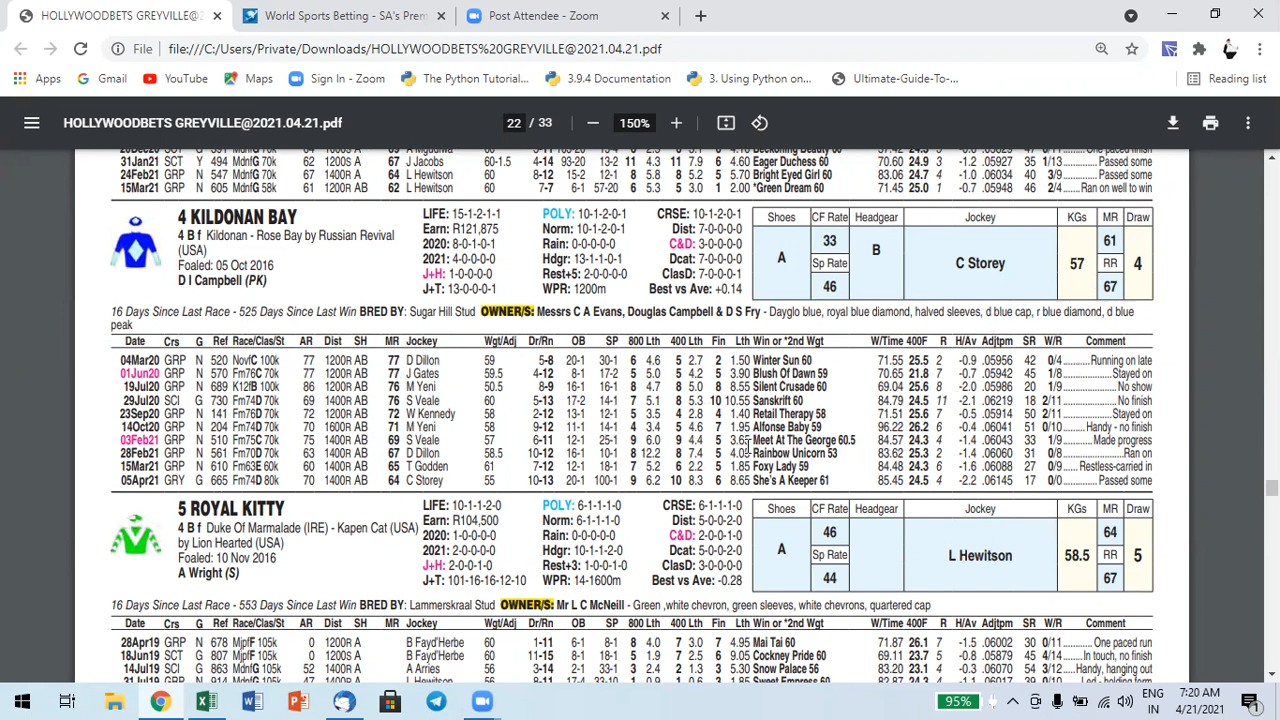 HOLLYWOODBETS GREYVILLE@202
World Sports Betting - SA's Prem
Post Attendee - Zoom
File
file:///C:/Users/Private/Downloads/HOLLYWOODBETS%20GREYVILLE@2021.04.21.pdf
Apps Gmail YouTube Maps Sign In - Zoom The Python Tutorial... 3.9.4 Documentation 3. Using Python on... Ultimate-Guide-To-... Reading list
HOLLYWOODBETS GREYVILLE@2021.04.21.pdf 22 / 33 150%
31Jan21 SCT Y 494 MdnfG 70k 62 1200S A 67 J Jacobs 60-1.5 4-14 93-20 13-2 11 4.3 11 7.9 6 4.60 Eager Duchess 60 70.60 24.9 3 -1.2 .05927 35 1/13 Passed some
24Feb21 GRP N 547 MdnfG 70k 67 1400R A 64 L Hewitson 60 8-12 15-1 12-1 8 5.8 8 6.2 8 5.70 Bright Eyed Girl 60 83.06 24.7 4 -1.0 .06034 40 3/9 Passed some
15Mar21 GRP N 605 MdnfG 58k 61 1200R AB 62 L Hewitson 60 7-7 6-1 57-20 6 5.3 5 3.0 1 2.00 *Green Dream 60 71.45 25.0 1 -0.7 .05948 46 2/4 Ran on well to win
4 KILDONAN BAY
4 B f Kildonan - Rose Bay by Russian Revival
(USA)
Foaled: 05 Oct 2016
D I Campbell (PK)
LIFE: 15-1-2-1-1 POLY: 10-1-2-0-1 CRSE: 10-1-2-0-1
Earn: R121,875 Norm: 10-1-2-0-1 Dist: 7-0-0-0-0
2020: 8-0-1-0-1 Rain: 0-0-0-0-0 C&D: 3-0-0-0-0
2021: 4-0-0-0-0 Hdgr: 13-1-1-0-1 Dcat: 7-0-0-0-0
J+H: 1-0-0-0-0 Rest+5: 2-0-0-0-0 ClasD: 7-0-0-0-1
J+T: 13-0-0-0-1 WPR: 1200m Best vs Ave: +0.14
Shoes CF Rate Headgear Jockey KGs MR Draw
A 33 Sp Rate 46 B C Storey 57 61 RR 67 4
16 Days Since Last Race - 525 Days Since Last Win BRED BY: Sugar Hill Stud OWNER/S: Messrs C A Evans, Douglas Campbell & D S Fry - Dayglo blue, royal blue diamond, halved sleeves, d blue cap, r blue diamond, d blue
peak
Date Crs G Ref Race/Clas/St AR Dist ShHg MR Jockey Wgt/Adj Dr/Rn OB SP 800 Lth 400 Lth Fin Lth Win or *2nd Wgt W/Time 400F R H/Av Adjtpm SR W/R Comment
04Mar20 GRP N 520 NovfC 100k 77 1200R AB 77 D Dillon 59 5-8 20-1 30-1 6 4.6 5 2.7 2 1.50 Winter Sun 60 71.55 25.5 2 -0.9 .05956 42 0/4 Running on late
01Jun20 GRP N 570 Fm76C 70k 77 1200R AB 77 J Gates 59.5 4-12 8-1 17-2 5 5.0 5 4.2 5 3.90 Blush Of Dawn 59 70.65 21.8 7 -1.4 .05925 42 1/8 Stayed on
19Jul20 GRP N 689 K12fB 100k 86 1200R AB 76 M Yeni 50.5 8-9 16-1 16-1 8 4.7 8 5.0 8 8.55 Silent Crusade 60 69.04 25.6 8 -2.0 .05986 20 1/9 No show
29Jul20 SCI G 730 Fm74D 70k 69 1400R AB 76 S Veale 60 5-13 17-2 14-1 7 5.1 8 5.3 10 10.55 Sanskrift 60 84.79 24.5 11 -2.1 .06219 18 2/11 No finish
23Sep20 GRP N 141 Fm74D 70k 70 1200R AB 72 W Kennedy 60 2-12 13-1 12-1 5 3.5 4 2.8 4 1.40 Retail Therapy 58 71.51 25.6 7 -0.5 .05914 50 2/11 Stayed on
14Oct20 GRP N 204 Fm74D 70k 71 1600R AB 71 M Yeni 58 9-12 11-1 14-1 4 3.4 5 4.6 7 1.95 Alfonse Baby 59 96.22 26.2 6 -0.4 .06041 51 0/10 Handy - no finish
03Feb21 GRP N 510 Fm75C 70k 75 1400R AB 69 S Veale 57 6-11 12-1 25-1 9 6.0 9 4.4 5 3.65 Meet At The George 60.5 84.57 24.3 4 -1.4 .06043 33 1/9 Made progress
28Feb21 GRP N 561 Fm70D 70k 73 1400R AB 67 D Dillon 58.5 10-12 16-1 10-1 8 12.2 8 7.4 5 Rainbow Unicorn 53 83.62 25.3 2 -1.4 .06060 31 0/8 Ran on
15Mar21 GRP N 610 Fm63E 60k 60 1400R AB 65 T Godden 61 7-12 12-1 18-1 7 5.2 6 2.2 5 1.85 Foxy Lady 59 84.48 24.3 6 -1.6 .06088 27 0/3 Restless-carried in
05Apr21 GRY G 665 Fm74D 80k 70 1400R AB 64 C Storey 55 10-13 20-1 100-1 9 6.2 10 8.3 6 8.65 She's A Keeper 61 85.45 24.5 4 -2.2 .06145 17 0/0 Passed some
5 ROYAL KITTY
4 B f Duke Of Marmalade (IRE) - Kapen Cat (USA)
by Lion Hearted (USA)
Foaled: 10 Nov 2016
A Wright (S)
LIFE: 10-1-1-2-0 POLY: 6-1-1-1-0 CRSE: 6-1-1-1-0
Earn: R104,500 Norm: 6-1-1-1-0 Dist: 5-0-0-2-0
2020: 1-0-0-0-0 Rain: 0-0-0-0-0 C&D: 2-0-0-1-0
2021: 2-0-0-0-0 Hdgr: 10-1-1-2-0 Dcat: 5-0-0-2-0
J+H: 2-0-0-1-0 Rest+3: 1-0-0-1-0 ClasD: 3-0-0-0-0
J+T: 101-16-16-12-10 WPR: 14-1600m Best vs Ave: -0.28
Shoes CF Rate Headgear Jockey KGs MR Draw
A 46 Sp Rate 44 L Hewitson 58.5 64 RR 67 5
16 Days Since Last Race - 553 Days Since Last Win BRED BY: Lammerskraal Stud OWNER/S: Mr L C McNeill - Green ,white chevron, green sleeves, white chevrons, quartered cap
Date Crs G Ref Race/Clas/St AR Dist ShHg MR Jockey Wgt/Adj Dr/Rn OB SP 800 Lth 400 Lth Fin Lth Win or *2nd Wgt W/Time 400F R H/Av Adjtpm SR W/R Comment
28Apr19 GRP N 678 MjpfF 105k 0 1200R A B Fayd'Herbe 60 1-11 6-1 8-1 8 4.0 7 3.0 7 4.95 Mai Tai 60 71.87 26.1 7 -1.5 .06002 30 0/11 One paced run
18Jun19 SCT G 807 MjpfF 105k 0 1200S A B Fayd'Herbe 60 11-15 18-1 15-1 8 1.9 7 2.5 6 9.05 Cockney Pride 60 69.11 23.7 5 -0.8 .05879 45 4/14 In touch, no finish
14Jul19 SCI G 863 MdnfG 105k 52 1400R A A Arries 56 3-14 2-1 33-1 3 2.4 2 1.3 3 5.30 Snow Palace 56 83.20 23.1 3 -0.4 .06070 54 3/12 Handy, hanging out
95% ENG IN 7:20 AM 4/21/2021